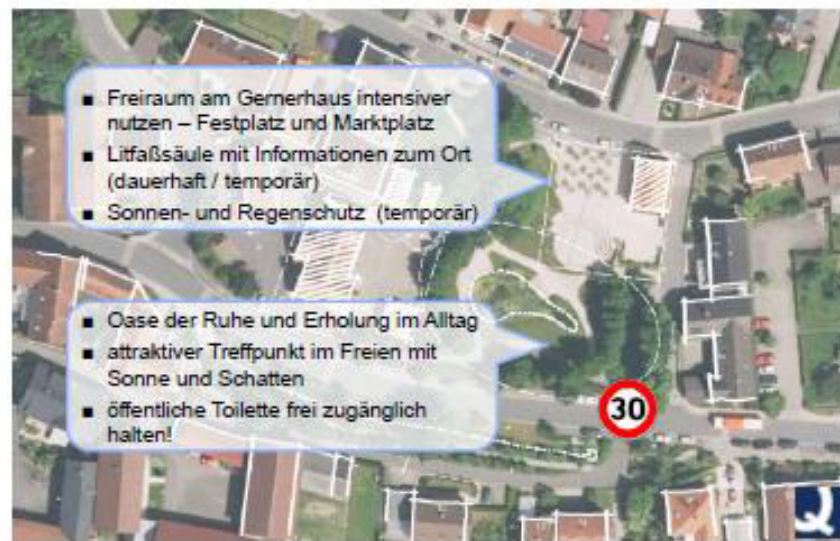 ■ Freiraum am Gernerhaus intensiver
nutzen – Festplatz und Marktplatz
■ Litfaßsäule mit Informationen zum Ort
(dauerhaft / temporär)
■ Sonnen- und Regenschutz (temporär)
■ Oase der Ruhe und Erholung im Alltag
■ attraktiver Treffpunkt im Freien mit
Sonne und Schatten
■ öffentliche Toilette frei zugänglich
halten!
30
Q